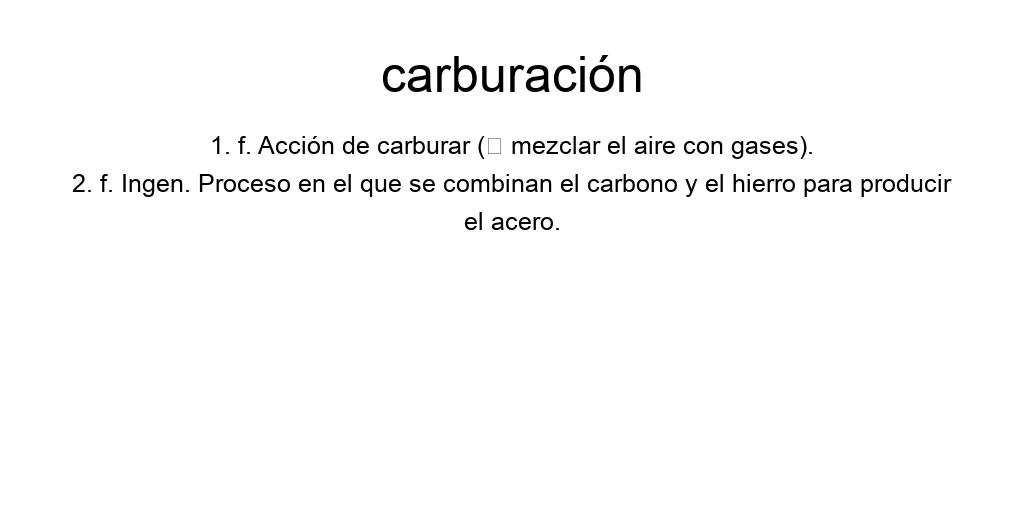 carburación
1. f. Acción de carburar (□ mezclar el aire con gases).
2. f. Ingen. Proceso en el que se combinan el carbono y el hierro para producir
el acero.